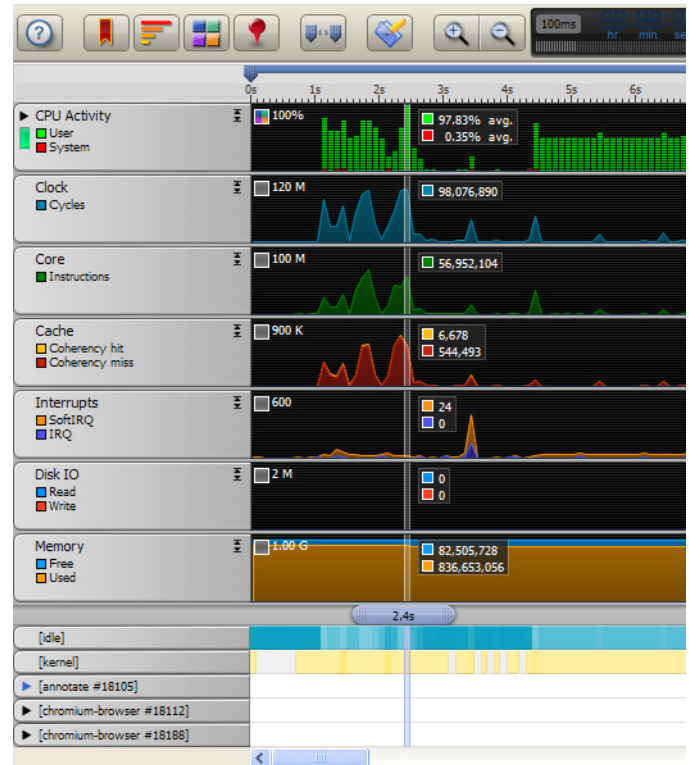 ?
100ms
hr. min. se
0s 1s 2s 3s 4s 5s 6s
CPU Activity
User
System
100%
97.83% avg.
0.35% avg.
Clock
Cycles
120 M
98,076,890
Core
Instructions
100 M
56,952,104
Cache
Coherency hit
Coherency miss
900 K
6,678
544,493
Interrupts
SoftIRQ
IRQ
600
24
0
Disk IO
Read
Write
2 M
0
0
Memory
Free
Used
1.00 G
82,505,728
836,653,056
2.4s
[idle]
[kernel]
[annotate #18105]
[chromium-browser #18112]
[chromium-browser #18188]